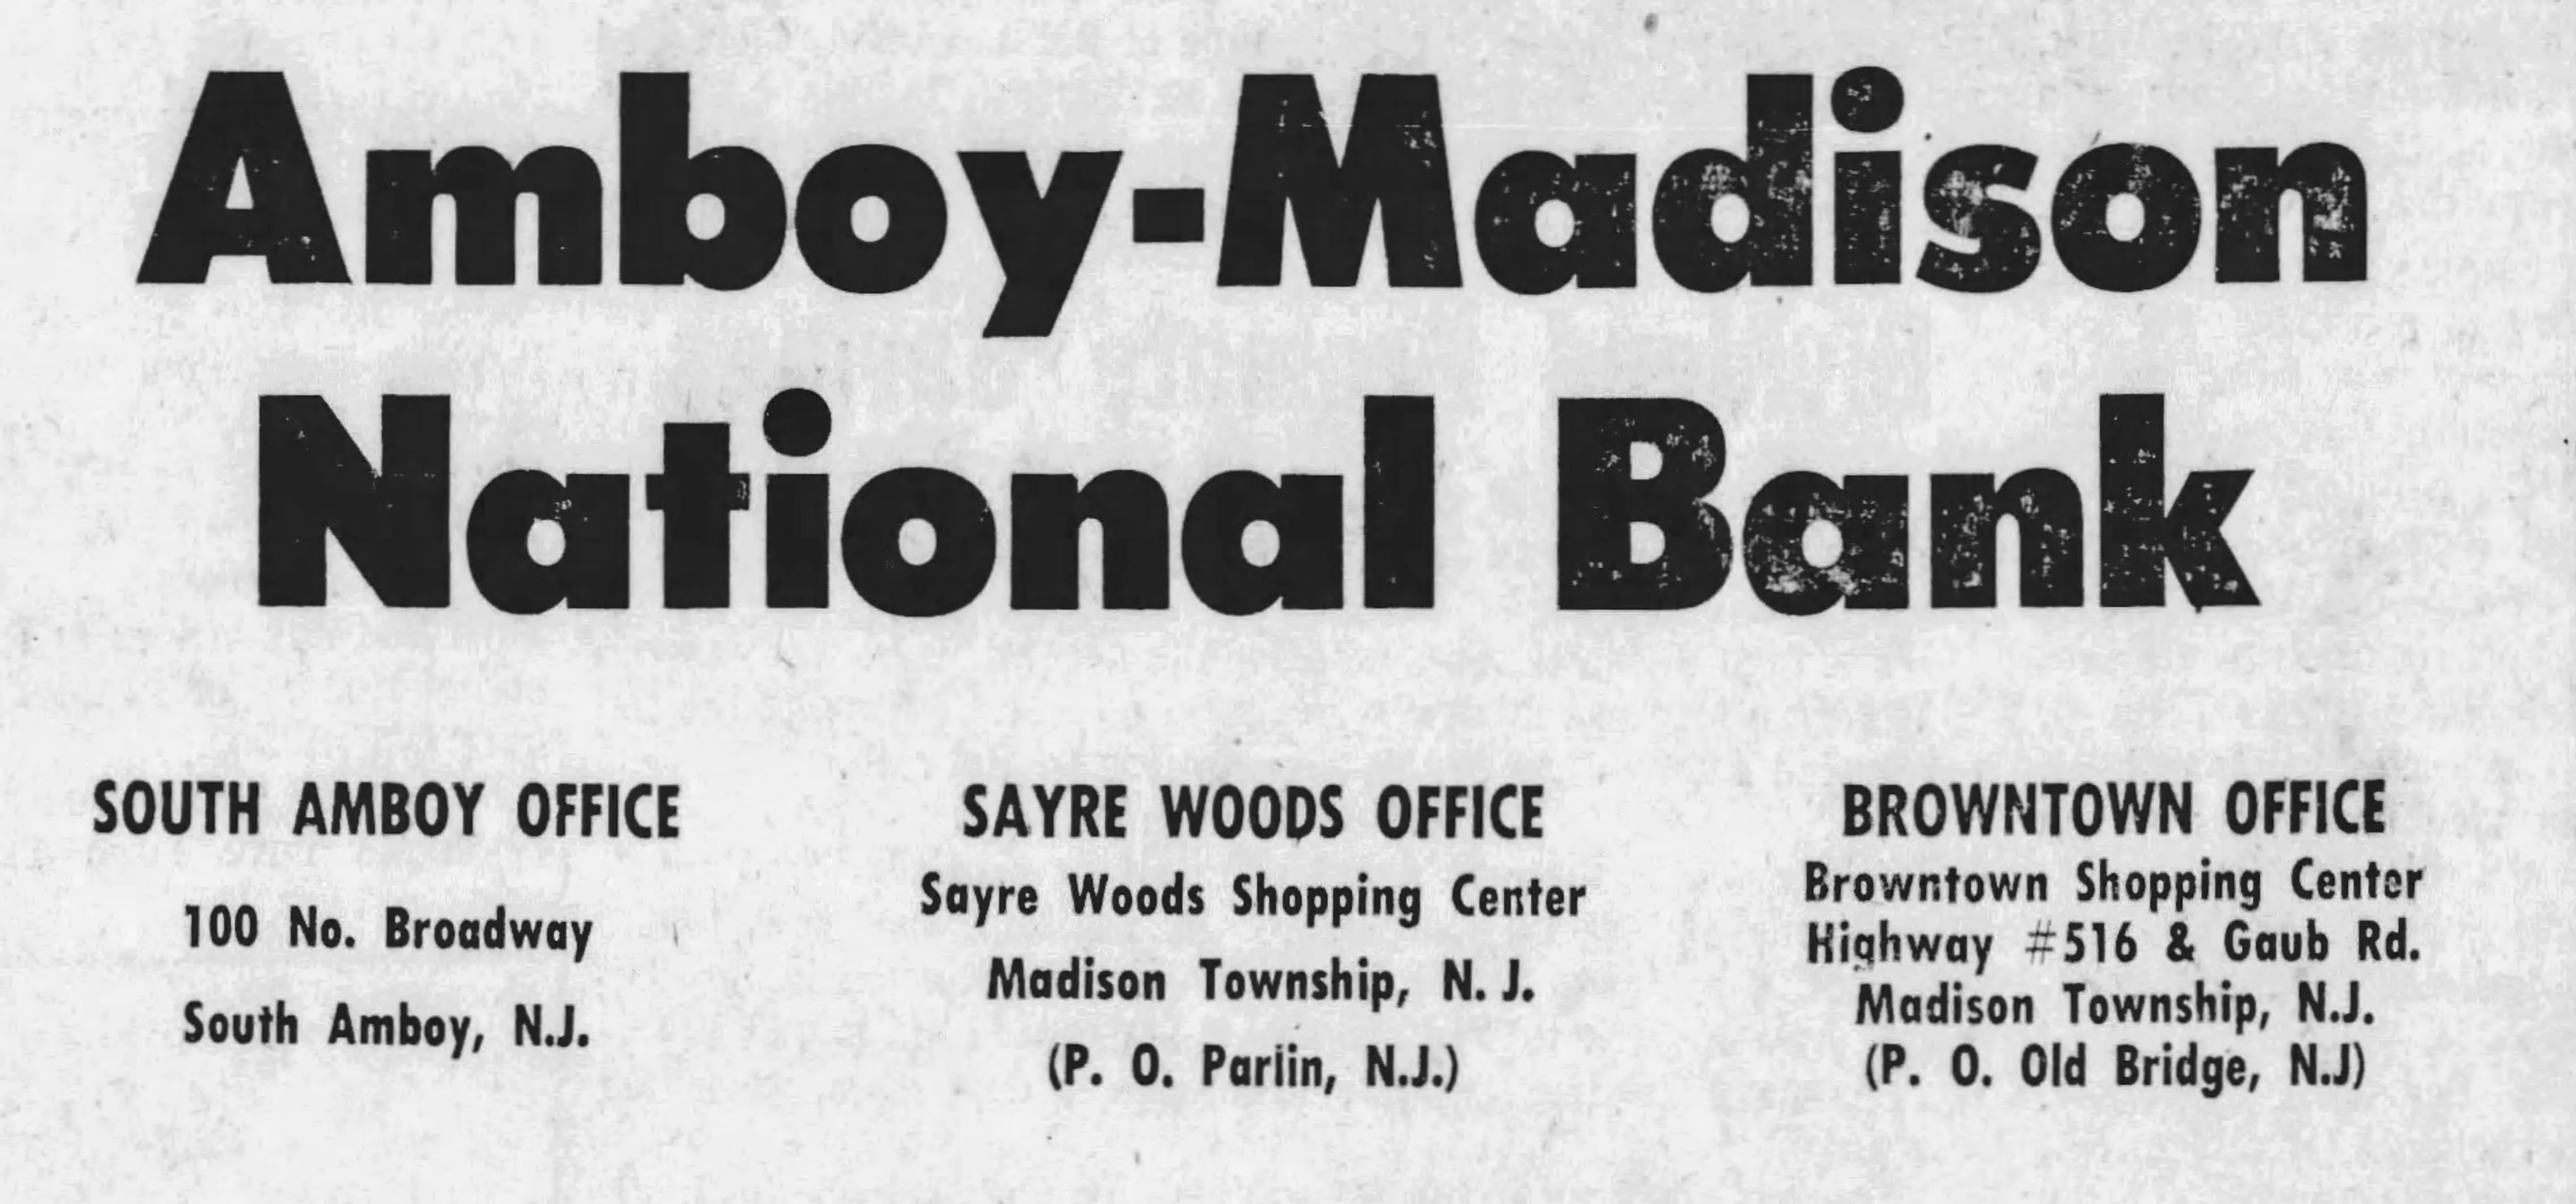 Amboy-Madison
National Bank
SOUTH AMBOY OFFICE
100 No. Broadway
South Amboy, N.J.
SAYRE WOODS OFFICE
Sayre Woods Shopping Center
Madison Township, N. J.
(P. O. Parlin, N.J.)
BROWNTOWN OFFICE
Browntown Shopping Center
Highway #516 & Gaub Rd.
Madison Township, N.J.
(P. O. Old Bridge, N.J)